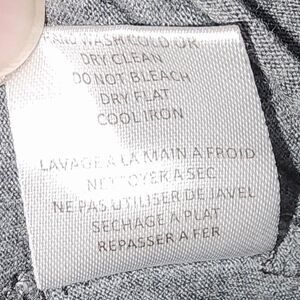 HAND WASH COLD OR
DRY CLEAN
DO NOT BLEACH
DRY FLAT
COOL IRON
LAVAGE A LA MAIN A FROID
NETTOYER A SEC
NE PAS UTILISER DE JAVEL
SECHAGE A PLAT
REPASSER A FER